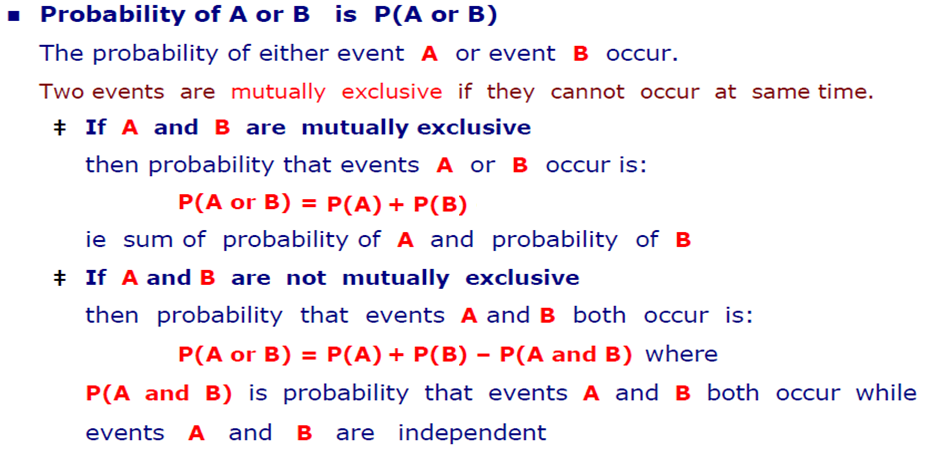 ▪ Probability of A or B is P(A or B)
The probability of either event A or event B occur.
Two events are mutually exclusive if they cannot occur at same time.
‡ If A and B are mutually exclusive
then probability that events A or B occur is:
P(A or B) = P(A) + P(B)
ie sum of probability of A and probability of B
‡ If A and B are not mutually exclusive
then probability that events A and B both occur is:
P(A or B) = P(A) + P(B) – P(A and B) where
P(A and B) is probability that events A and B both occur while
events A and B are independent